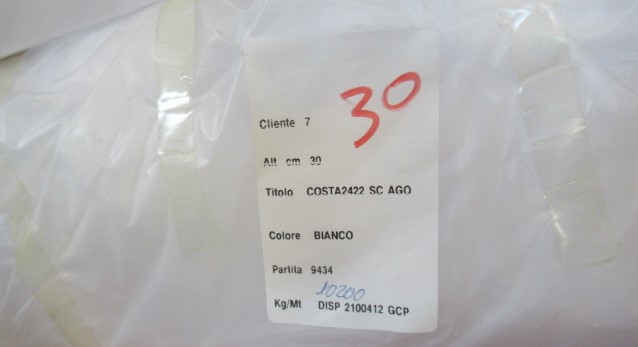 30
Cliente 7
Alt cm 30
Titolo COSTA2422 SC AGO
Colore BIANCO
Partita 9434
10200
Kg/Mt DISP 2100412 GCP